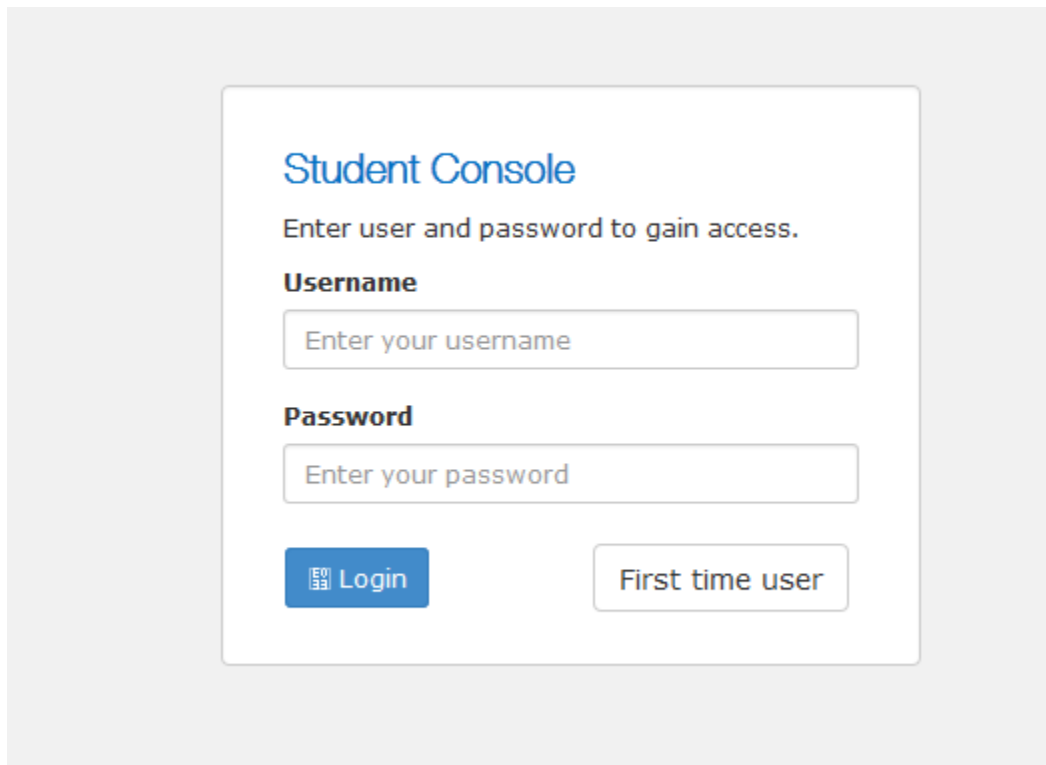 Student Console
Enter user and password to gain access.
Username
Enter your username
Password
Enter your password
Login
First time user